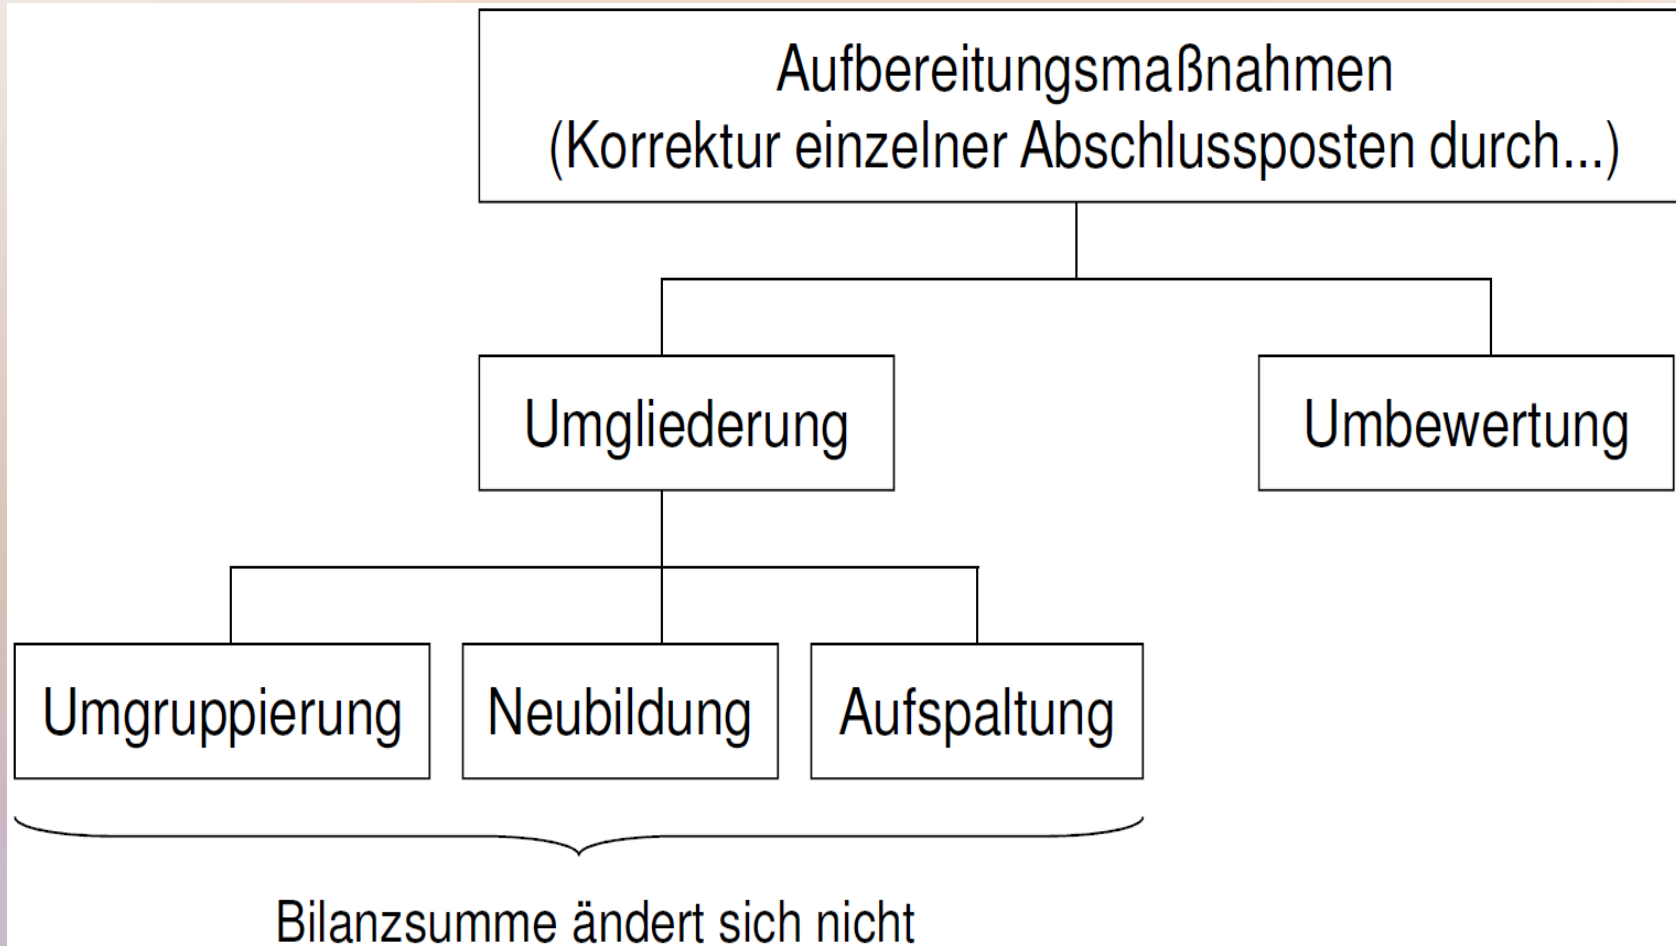 Aufbereitungsmaßnahmen
(Korrektur einzelner Abschlussposten durch...)
Umgliederung
Umbewertung
Umgruppierung
Neubildung
Aufspaltung
Bilanzsumme ändert sich nicht